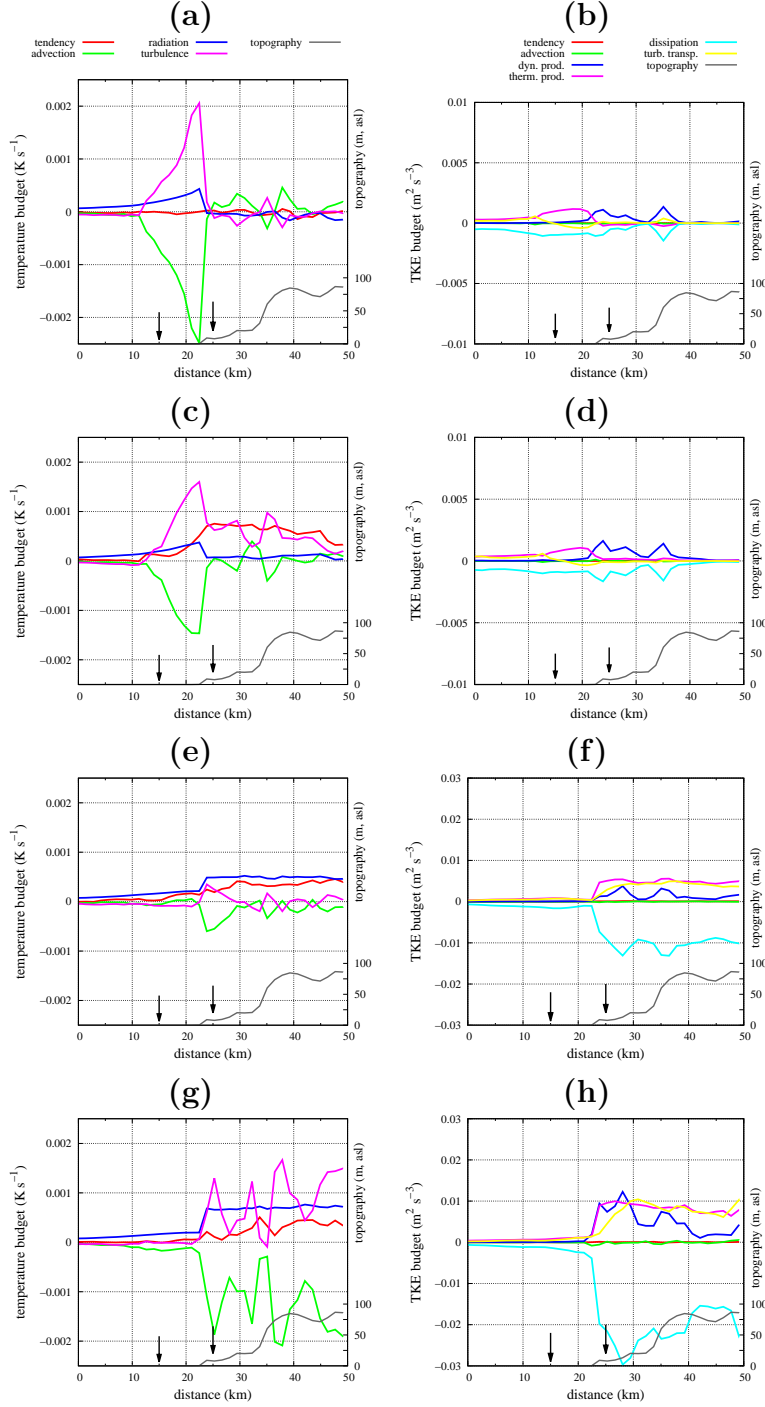 (a)
tendency radiation topography
advection turbulence
temperature budget (K s⁻¹)
0.002
0.001
0
−0.001
−0.002
topography (m, asl)
100
50
0
0 10 20 30 40 50
distance (km)
(b)
tendency dissipation
advection turb. transp.
dyn. prod. topography
therm. prod.
TKE budget (m² s⁻³)
0.01
0.005
0
−0.005
−0.01
topography (m, asl)
100
50
0
0 10 20 30 40 50
distance (km)
(c)
temperature budget (K s⁻¹)
0.002
0.001
0
−0.001
−0.002
topography (m, asl)
100
50
0
0 10 20 30 40 50
distance (km)
(d)
TKE budget (m² s⁻³)
0.01
0.005
0
−0.005
−0.01
topography (m, asl)
100
50
0
0 10 20 30 40 50
distance (km)
(e)
temperature budget (K s⁻¹)
0.002
0.001
0
−0.001
−0.002
topography (m, asl)
100
50
0
0 10 20 30 40 50
distance (km)
(f)
TKE budget (m² s⁻³)
0.03
0.02
0.01
0
−0.01
−0.02
−0.03
topography (m, asl)
100
50
0
0 10 20 30 40 50
distance (km)
(g)
temperature budget (K s⁻¹)
0.002
0.001
0
−0.001
−0.002
topography (m, asl)
100
50
0
0 10 20 30 40 50
distance (km)
(h)
TKE budget (m² s⁻³)
0.03
0.02
0.01
0
−0.01
−0.02
−0.03
topography (m, asl)
100
50
0
0 10 20 30 40 50
distance (km)